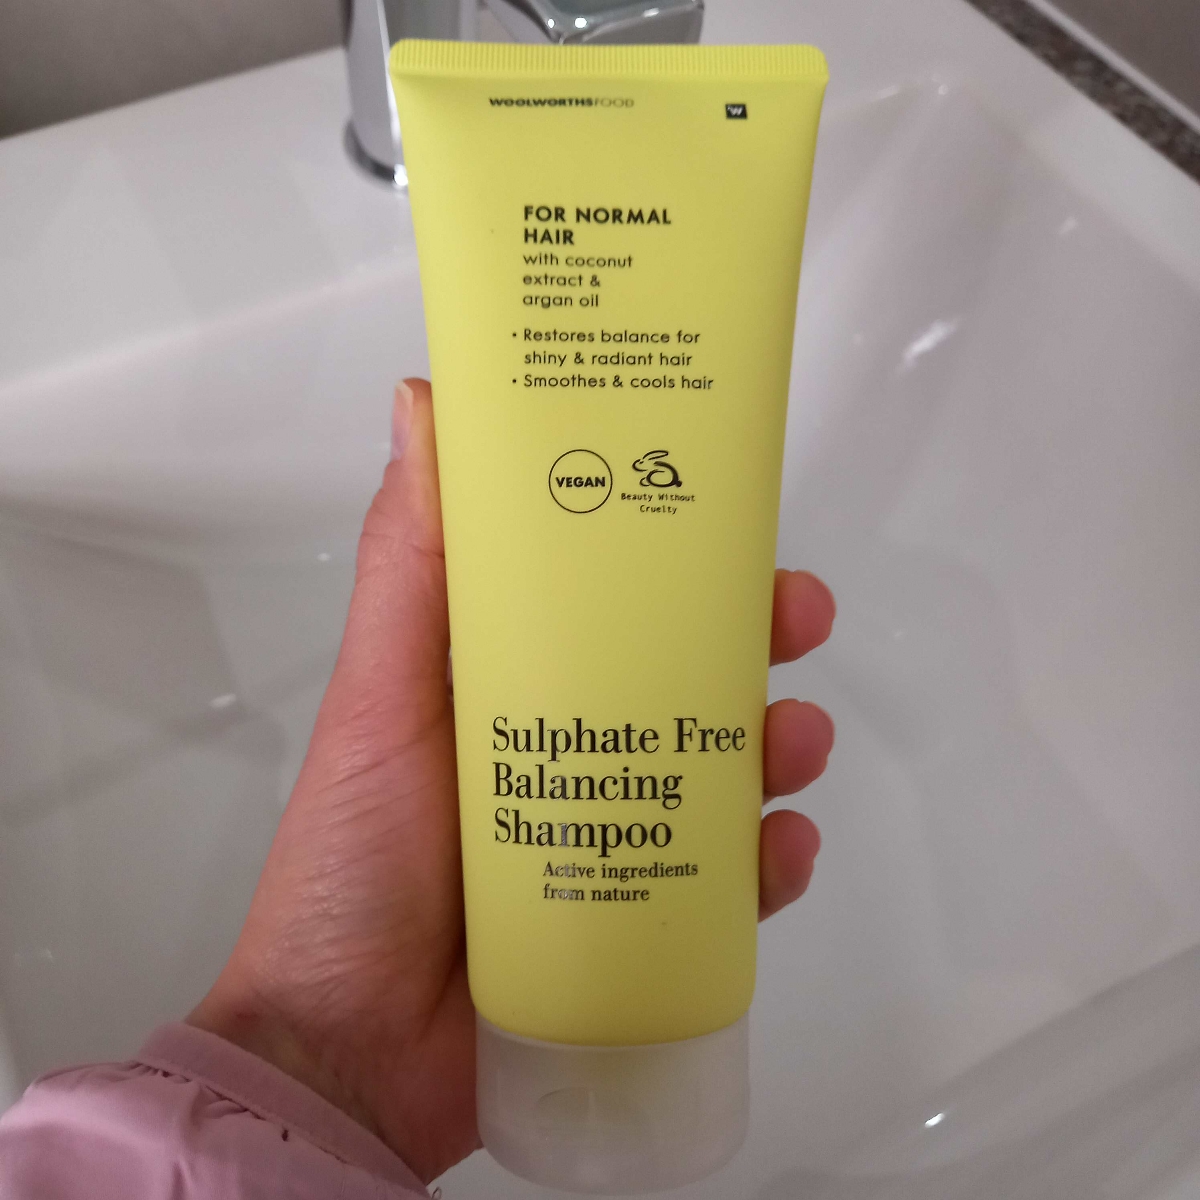 WOOLWORTHSFOOD
W
FOR NORMAL
HAIR
with coconut
extract &
argan oil
• Restores balance for
shiny & radiant hair
• Smoothes & cools hair
VEGAN
Beauty Without
Cruelty
Sulphate Free
Balancing
Shampoo
Active ingredients
from nature